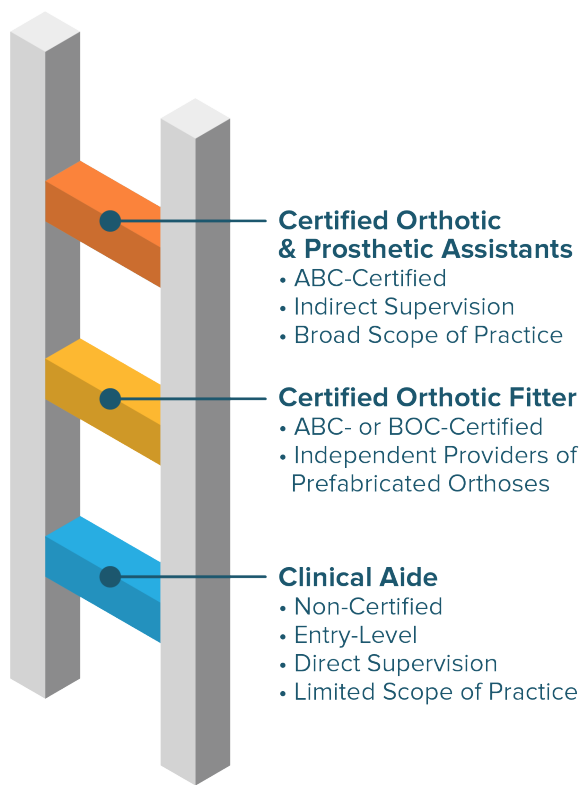 Certified Orthotic
& Prosthetic Assistants
• ABC-Certified
• Indirect Supervision
• Broad Scope of Practice
Certified Orthotic Fitter
• ABC- or BOC-Certified
• Independent Providers of
Prefabricated Orthoses
Clinical Aide
• Non-Certified
• Entry-Level
• Direct Supervision
• Limited Scope of Practice